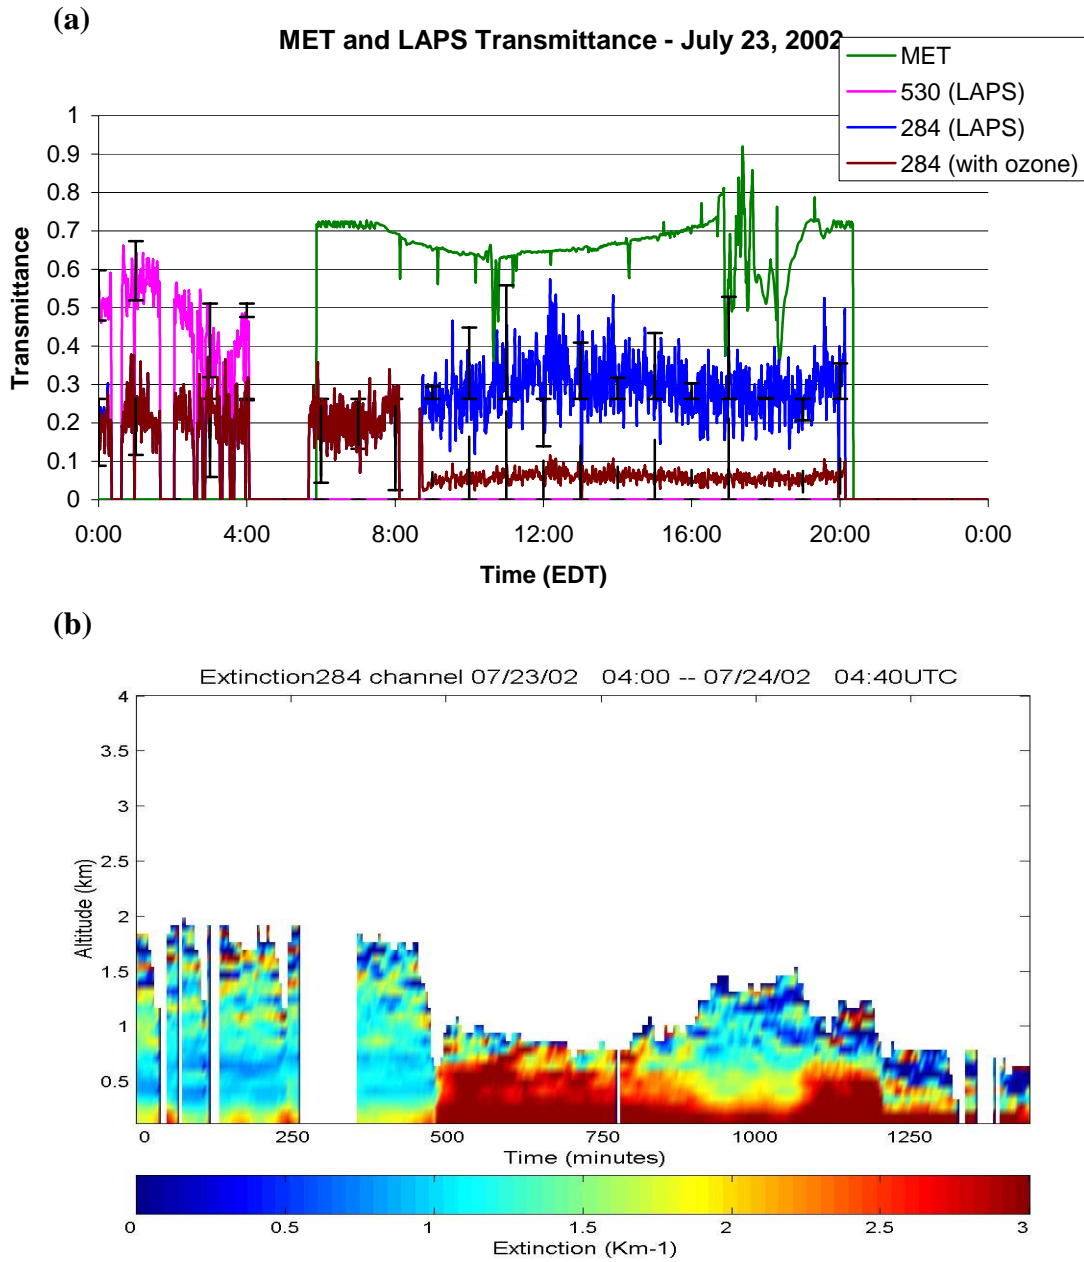 (a)
MET and LAPS Transmittance - July 23, 2002
MET
530 (LAPS)
284 (LAPS)
284 (with ozone)
1
0.9
0.8
0.7
0.6
0.5
0.4
0.3
0.2
0.1
0
Transmittance
0:00 4:00 8:00 12:00 16:00 20:00 0:00
Time (EDT)
(b)
Extinction284 channel 07/23/02 04:00 -- 07/24/02 04:40UTC
4
3.5
3
2.5
2
1.5
1
0.5
Altitude (km)
0 250 500 750 1000 1250
Time (minutes)
0 0.5 1 1.5 2 2.5 3
Extinction (Km-1)